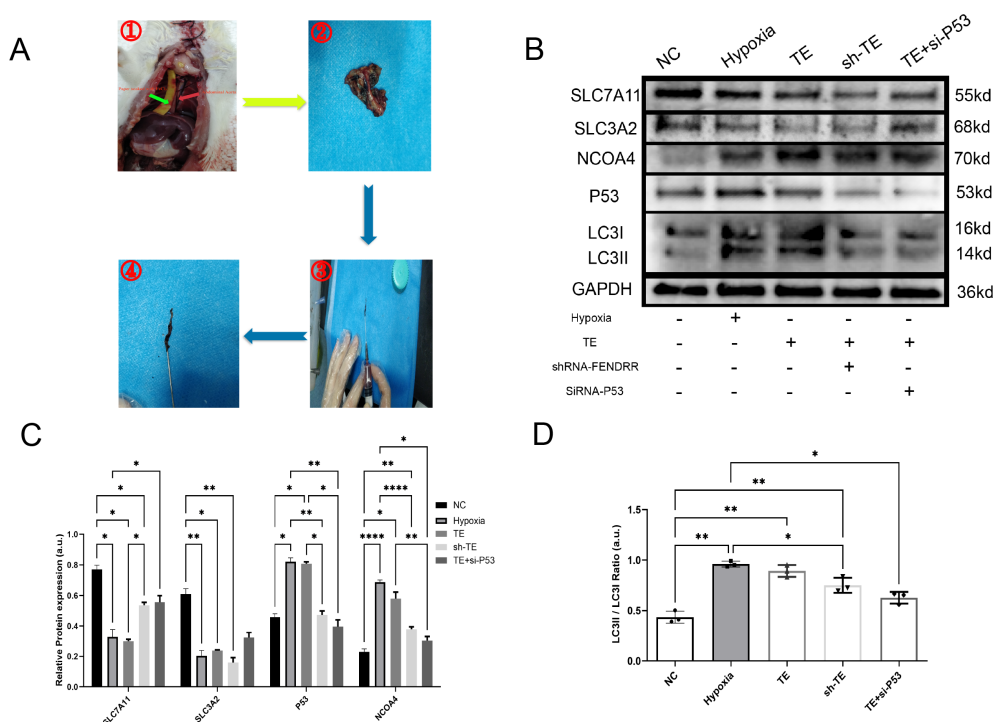 A
①
②
③
④
B
NC
Hypoxia
TE
sh-TE
TE+si-P53
SLC7A11
55kd
SLC3A2
68kd
NCOA4
70kd
P53
53kd
LC3I
16kd
LC3II
14kd
GAPDH
36kd
Hypoxia - + - - -
TE - - + + +
shRNA-FENDRR - - - + -
SiRNA-P53 - - - - +
C
Relative Protein expression (a.u.)
1.0
0.8
0.6
0.4
0.2
0.0
* * * * *
** * **
* * ** ** * *
**** * ** **** * **
NC
Hypoxia
TE
sh-TE
TE+si-P53
SLC7A11
SLC3A2
P53
NCOA4
D
LC3II / LC3I Ratio (a.u.)
1.5
1.0
0.5
0.0
*
**
**
** *
NC
Hypoxia
TE
sh-TE
TE+si-P53